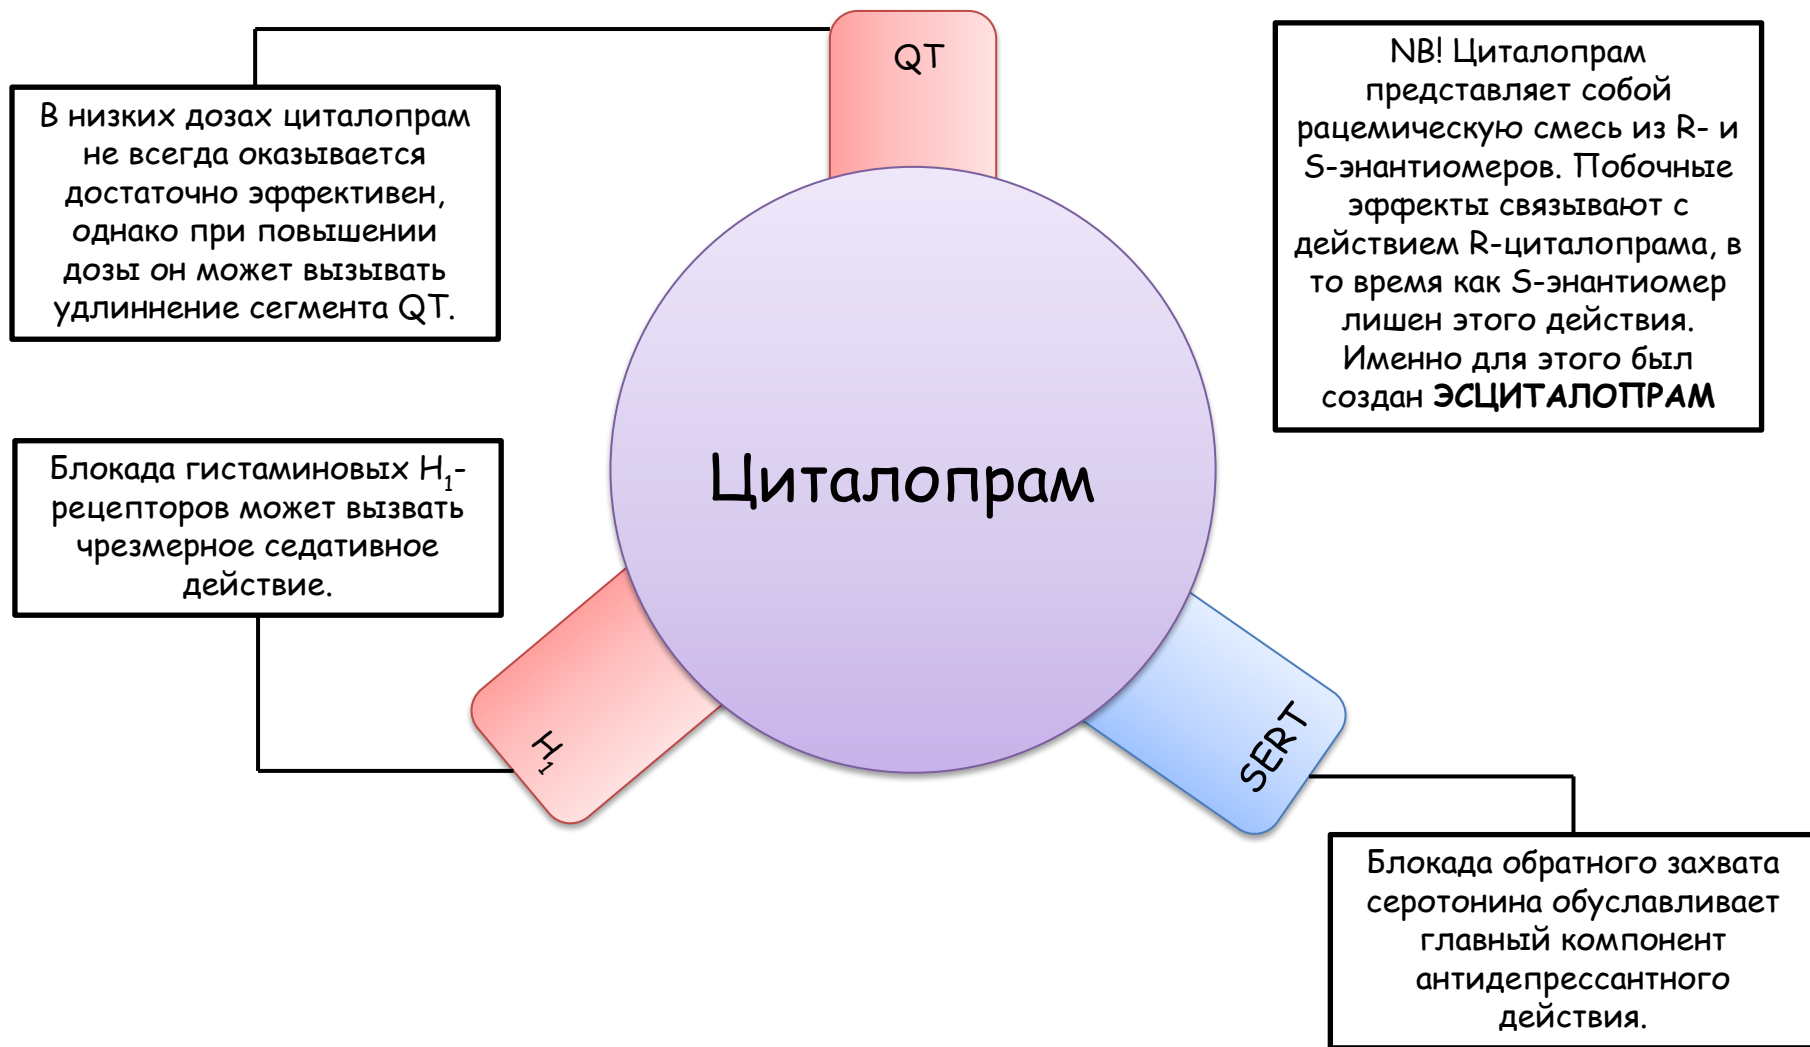 QT
В низких дозах циталопрам
не всегда оказывается
достаточно эффективен,
однако при повышении
дозы он может вызывать
удлиннение сегмента QT.
NB! Циталопрам
представляет собой
рацемическую смесь из R- и
S-энантиомеров. Побочные
эффекты связывают с
действием R-циталопрама, в
то время как S-энантиомер
лишен этого действия.
Именно для этого был
создан ЭСЦИТАЛОПРАМ
Блокада гистаминовых H₁-
рецепторов может вызвать
чрезмерное седативное
действие.
Циталопрам
H₁
SERT
Блокада обратного захвата
серотонина обуславливает
главный компонент
антидепрессантного
действия.